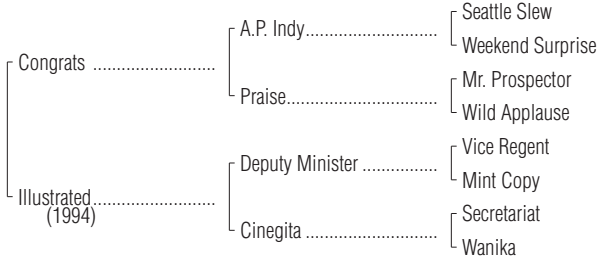 Seattle Slew
A.P. Indy..............................
Weekend Surprise
Congrats ...........................
Mr. Prospector
Praise..................................
Wild Applause
Vice Regent
Deputy Minister .................
Mint Copy
Illustrated...........................
(1994)
Secretariat
Cinegita ..............................
Wanika